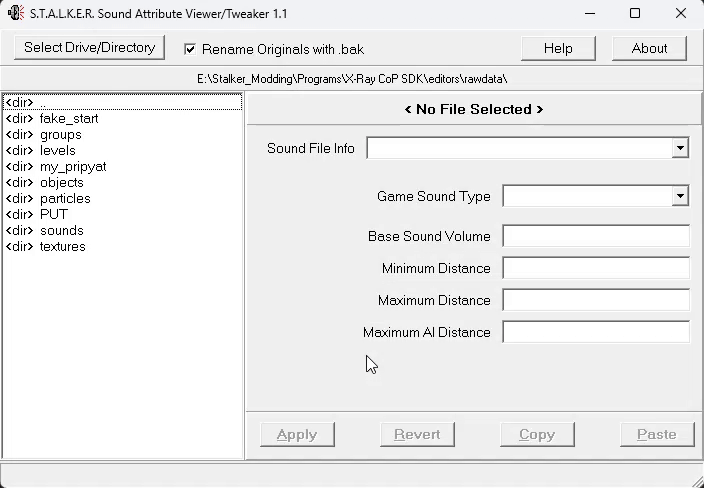 S.T.A.L.K.E.R. Sound Attribute Viewer/Tweaker 1.1
Select Drive/Directory
Rename Originals with .bak
Help
About
E:\Stalker_Modding\Programs\X-Ray CoP SDK\editors\rawdata\
<dir> ..
<dir> fake_start
<dir> groups
<dir> levels
<dir> my_pripyat
<dir> objects
<dir> particles
<dir> PUT
<dir> sounds
<dir> textures
< No File Selected >
Sound File Info
Game Sound Type
Base Sound Volume
Minimum Distance
Maximum Distance
Maximum AI Distance
Apply
Revert
Copy
Paste